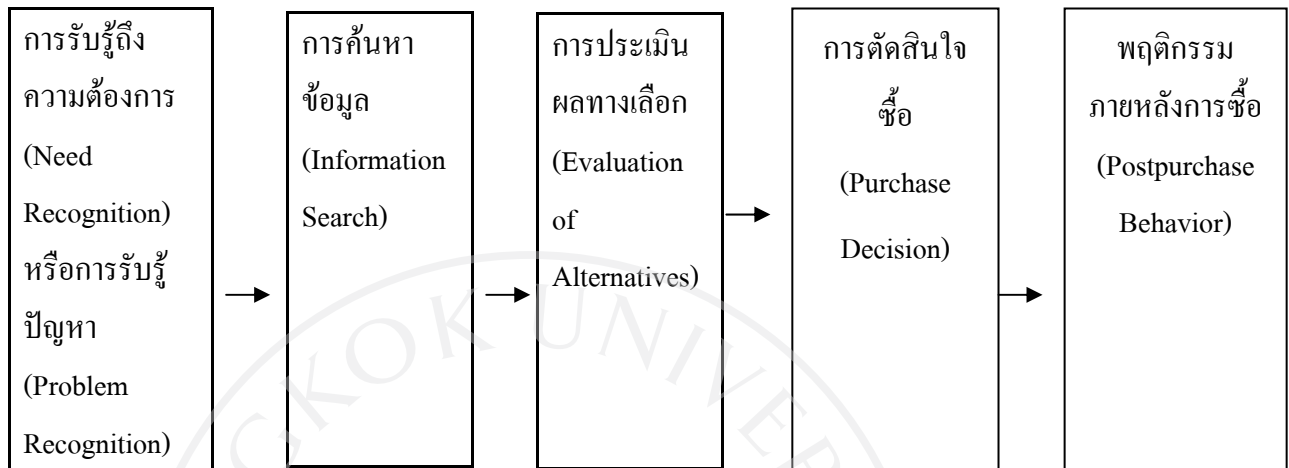 การรับรู้ถึง
ความต้องการ
(Need
Recognition)
หรือการรับรู้
ปัญหา
(Problem
Recognition)
การค้นหา
ข้อมูล
(Information
Search)
การประเมิน
ผลทางเลือก
(Evaluation
of
Alternatives)
การตัดสินใจ
ซื้อ
(Purchase
Decision)
พฤติกรรม
ภายหลังการซื้อ
(Postpurchase
Behavior)